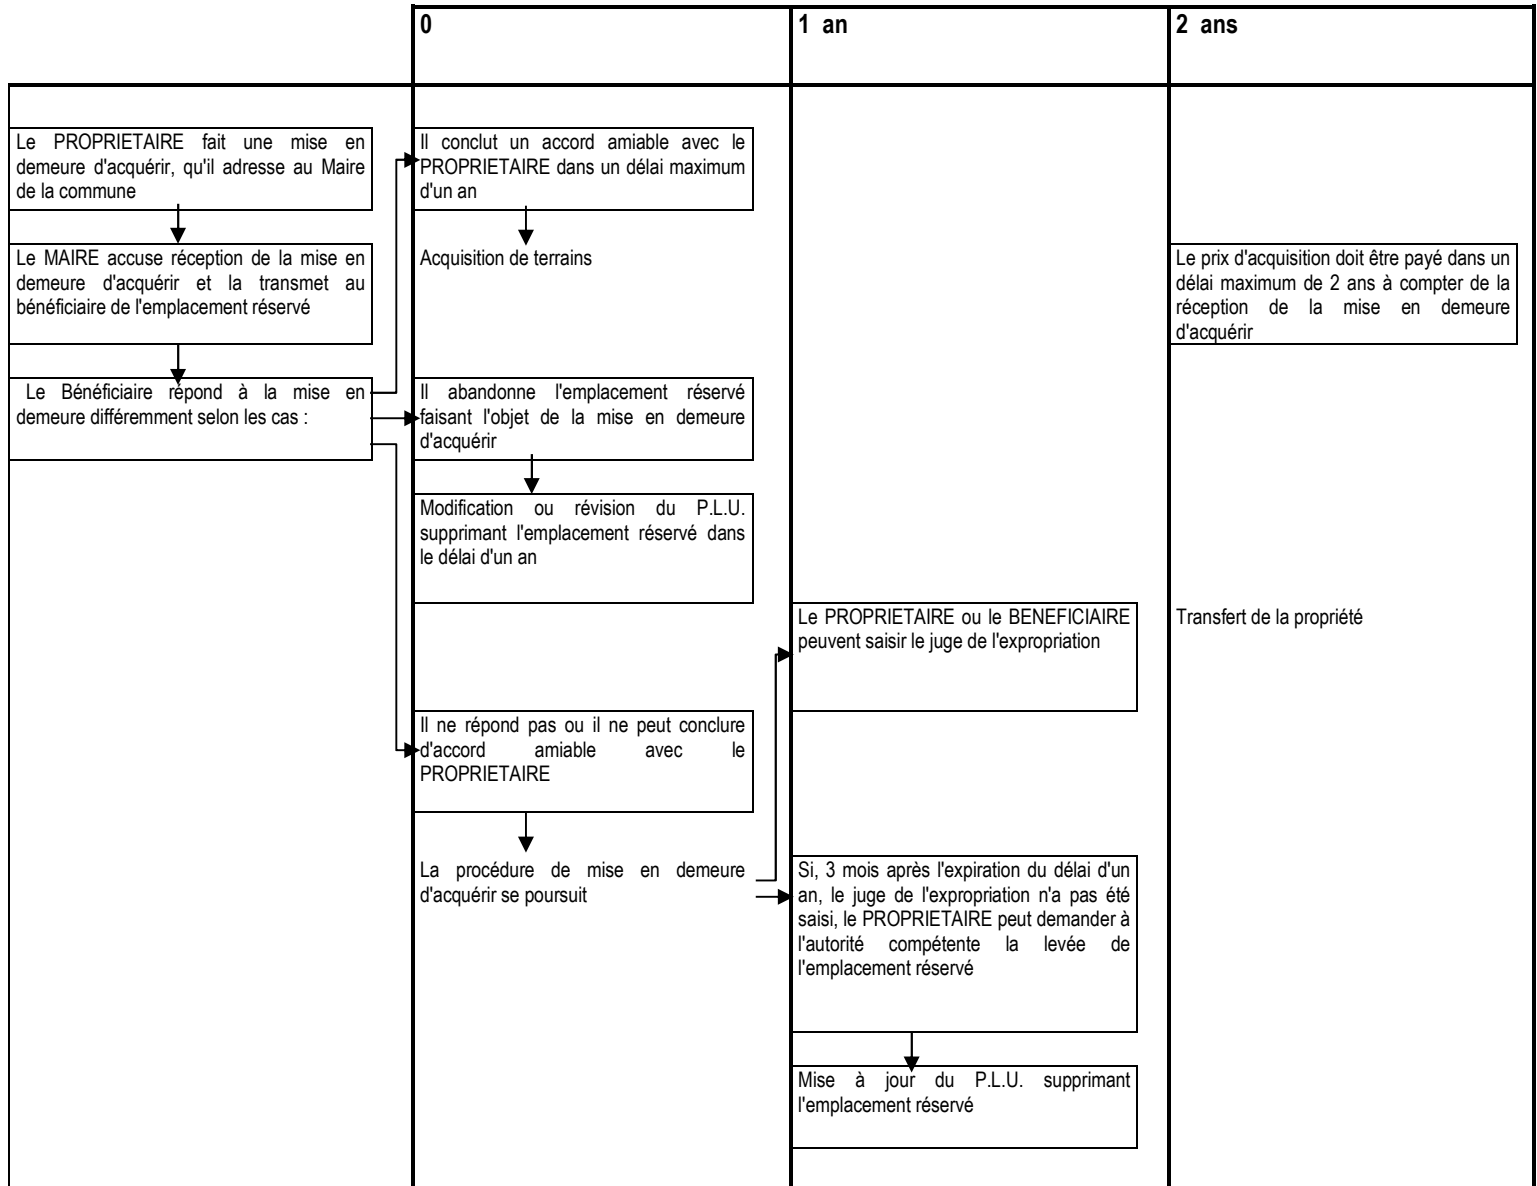 0
1 an
2 ans
Le PROPRIETAIRE fait une mise en
demeure d'acquérir, qu'il adresse au Maire
de la commune
Il conclut un accord amiable avec le
PROPRIETAIRE dans un délai maximum
d'un an
Le MAIRE accuse réception de la mise en
demeure d'acquérir et la transmet au
bénéficiaire de l'emplacement réservé
Acquisition de terrains
Le prix d'acquisition doit être payé dans un
délai maximum de 2 ans à compter de la
réception de la mise en demeure
d'acquérir
Le Bénéficiaire répond à la mise en
demeure différemment selon les cas :
Il abandonne l'emplacement réservé
faisant l'objet de la mise en demeure
d'acquérir
Modification ou révision du P.L.U.
supprimant l'emplacement réservé dans
le délai d'un an
Le PROPRIETAIRE ou le BENEFICIAIRE
peuvent saisir le juge de l'expropriation
Transfert de la propriété
Il ne répond pas ou il ne peut conclure
d'accord amiable avec le
PROPRIETAIRE
La procédure de mise en demeure
d'acquérir se poursuit
Si, 3 mois après l'expiration du délai d'un
an, le juge de l'expropriation n'a pas été
saisi, le PROPRIETAIRE peut demander à
l'autorité compétente la levée de
l'emplacement réservé
Mise à jour du P.L.U. supprimant
l'emplacement réservé